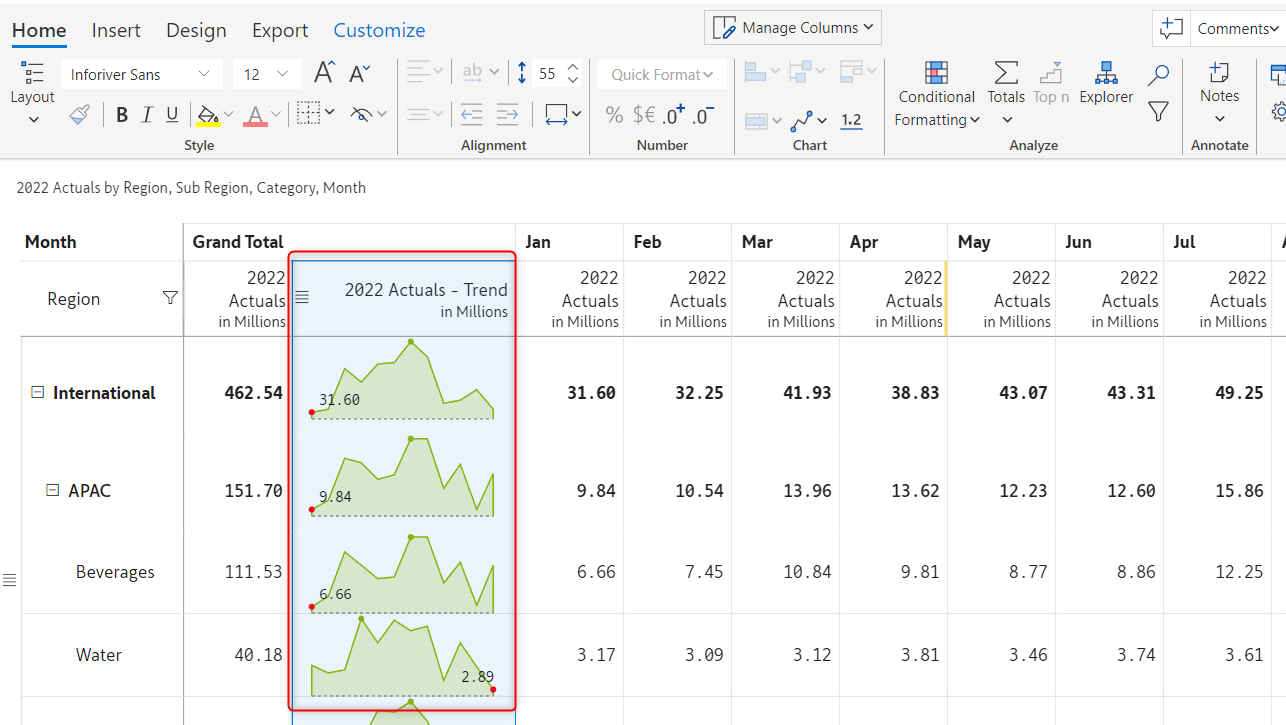 Home Insert Design Export Customize Manage Columns Comments
Layout
Inforiver Sans 12 A A ab 55 Quick Format
Conditional Formatting Totals Top n Explorer Notes
B I U A % $€ .0+ .0- 1.2
Style Alignment Number Chart Analyze Annotate
2022 Actuals by Region, Sub Region, Category, Month
Month Grand Total Jan Feb Mar Apr May Jun Jul
Region
2022 Actuals in Millions
2022 Actuals - Trend in Millions
2022 Actuals in Millions
2022 Actuals in Millions
2022 Actuals in Millions
2022 Actuals in Millions
2022 Actuals in Millions
2022 Actuals in Millions
2022 Actuals in Millions
International 462.54 31.60 31.60 32.25 41.93 38.83 43.07 43.31 49.25
APAC 151.70 9.84 9.84 10.54 13.96 13.62 12.23 12.60 15.86
Beverages 111.53 6.66 6.66 7.45 10.84 9.81 8.77 8.86 12.25
Water 40.18 2.89 3.17 3.09 3.12 3.81 3.46 3.74 3.61